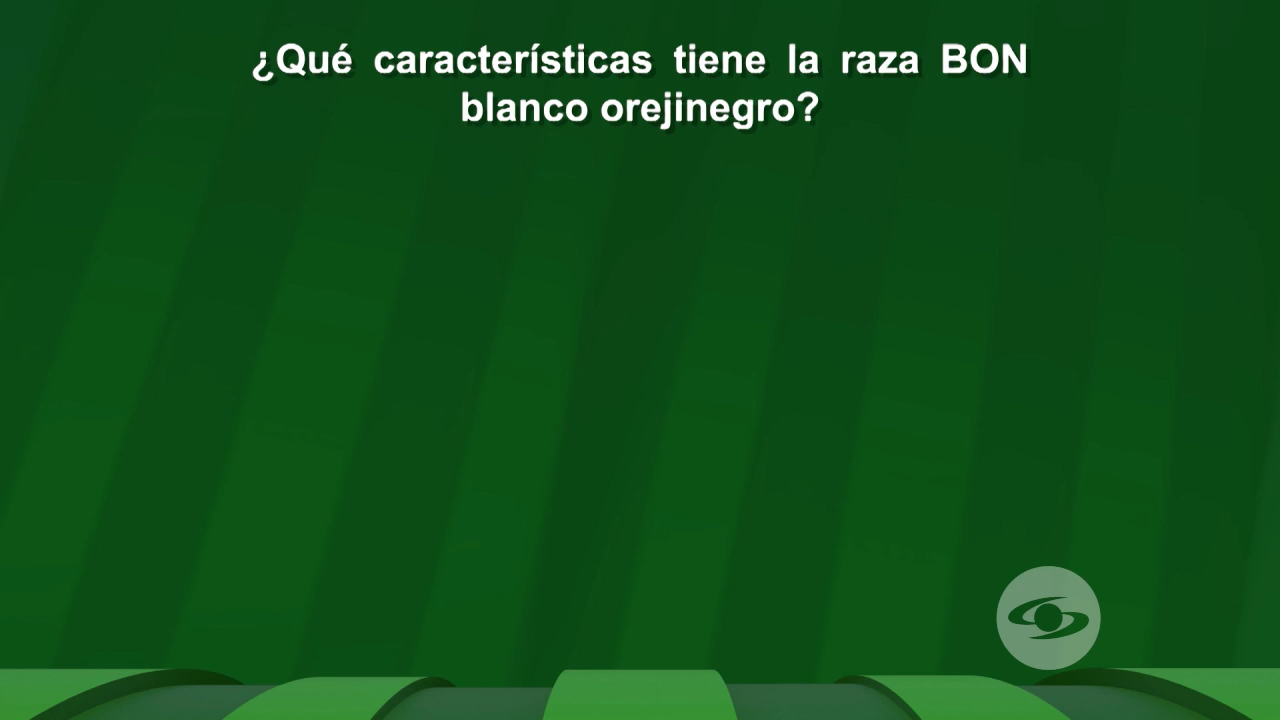 ¿Qué características tiene la raza BON
blanco orejinegro?